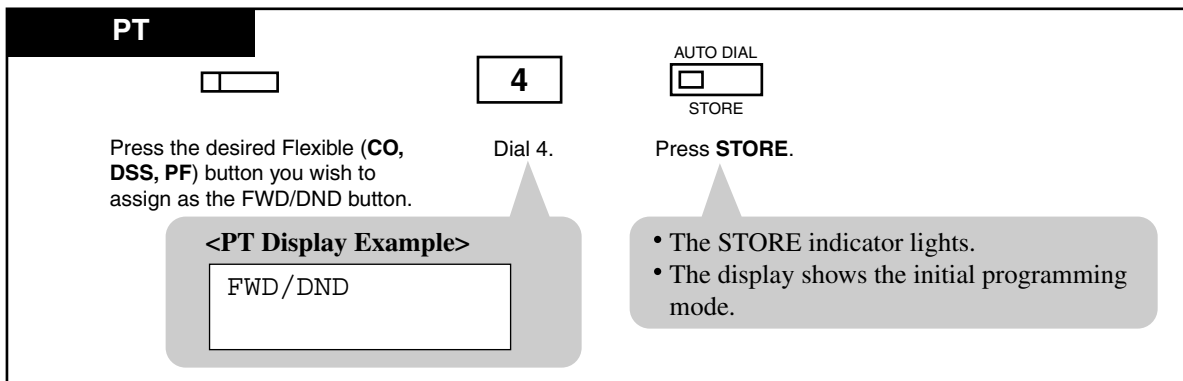 PT
4
AUTO DIAL
STORE
Press the desired Flexible (CO,
DSS, PF) button you wish to
assign as the FWD/DND button.
Dial 4.
Press STORE.
<PT Display Example>
FWD/DND
• The STORE indicator lights.
• The display shows the initial programming
mode.